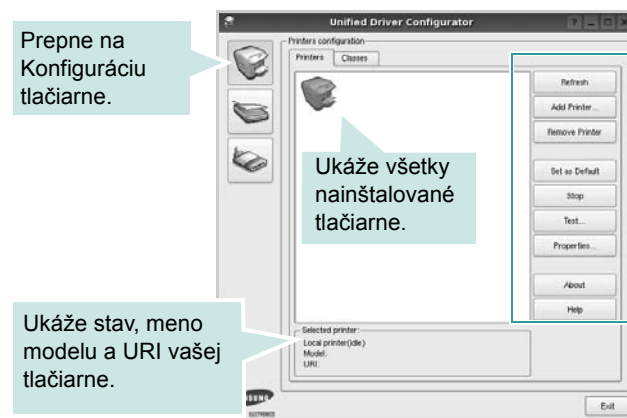 Unified Driver Configurator
Prepne na
Konfiguráciu
tlačiarne.
Printers configuration
Printers
Classes
Refresh
Add Printer...
Remove Printer
Set as Default
Stop
Test...
Properties...
About
Help
Ukáže všetky
nainštalované
tlačiarne.
Ukáže stav, meno
modelu a URI vašej
tlačiarne.
Selected printer:
Local printer(idle)
Model:
URI:
ELECTRONICS
Exit